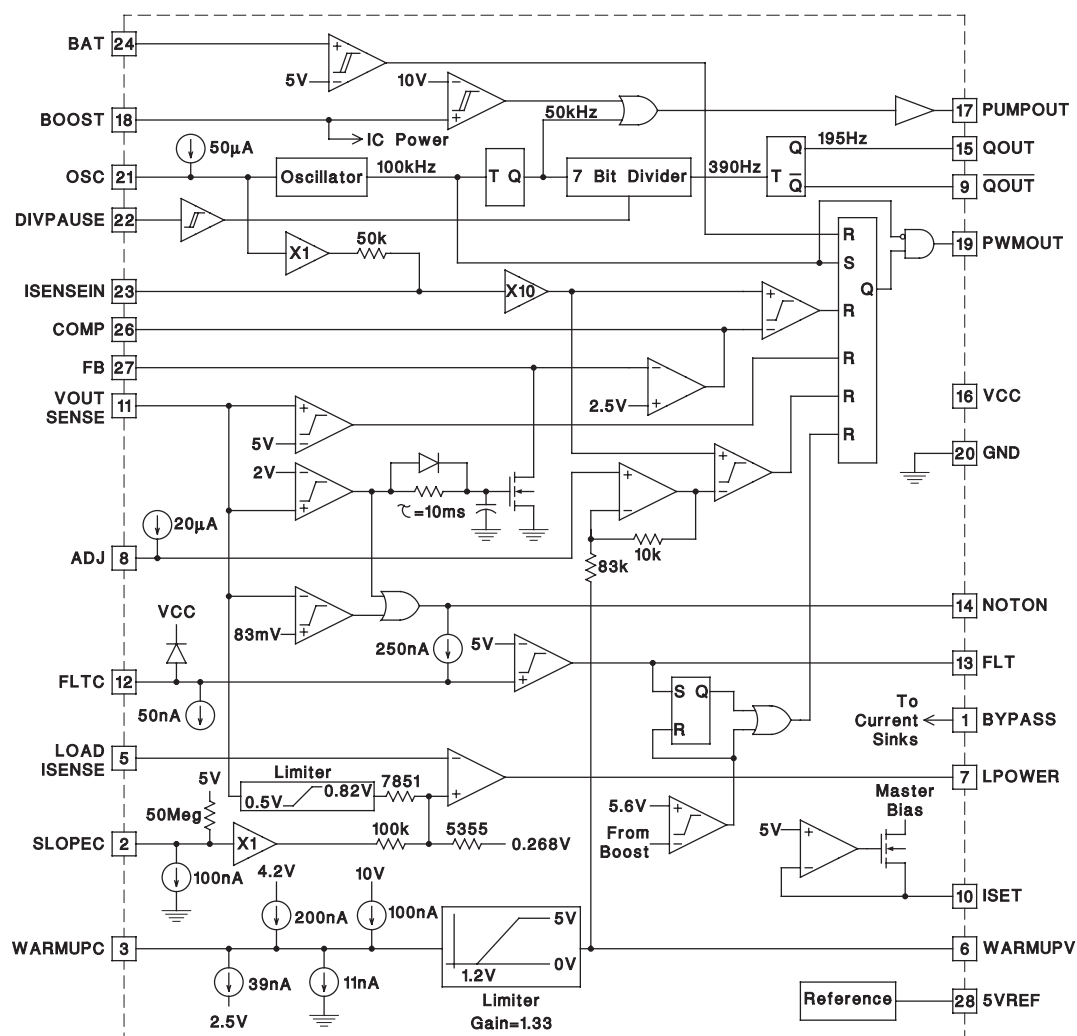 BAT 24
5V
10V
BOOST 18
IC Power
50kHz
17 PUMPOUT
50µA
OSC 21
Oscillator
100kHz
T Q
7 Bit Divider
390Hz
T
Q
Q
195Hz
15 QOUT
9 QOUT
DIVPAUSE 22
X1
50k
R
S
Q
R
R
R
R
19 PWMOUT
ISENSEIN 23
X10
COMP 26
FB 27
2.5V
VOUT
SENSE
11
5V
2V
16 VCC
20 GND
τ=10ms
20µA
ADJ 8
10k
83k
83mV
14 NOTON
VCC
250nA
5V
FLTC 12
50nA
13 FLT
S Q
R
To
Current
Sinks
1 BYPASS
LOAD
ISENSE
5
Limiter
0.5V
0.82V
7851
7 LPOWER
5V
50Meg
SLOPEC 2
X1
100k
5355
0.268V
100nA
5.6V
From
Boost
Master
Bias
5V
10 ISET
4.2V
200nA
10V
100nA
WARMUPC 3
5V
0V
1.2V
Limiter
Gain=1.33
6 WARMUPV
39nA
2.5V
11nA
Reference
28 5VREF